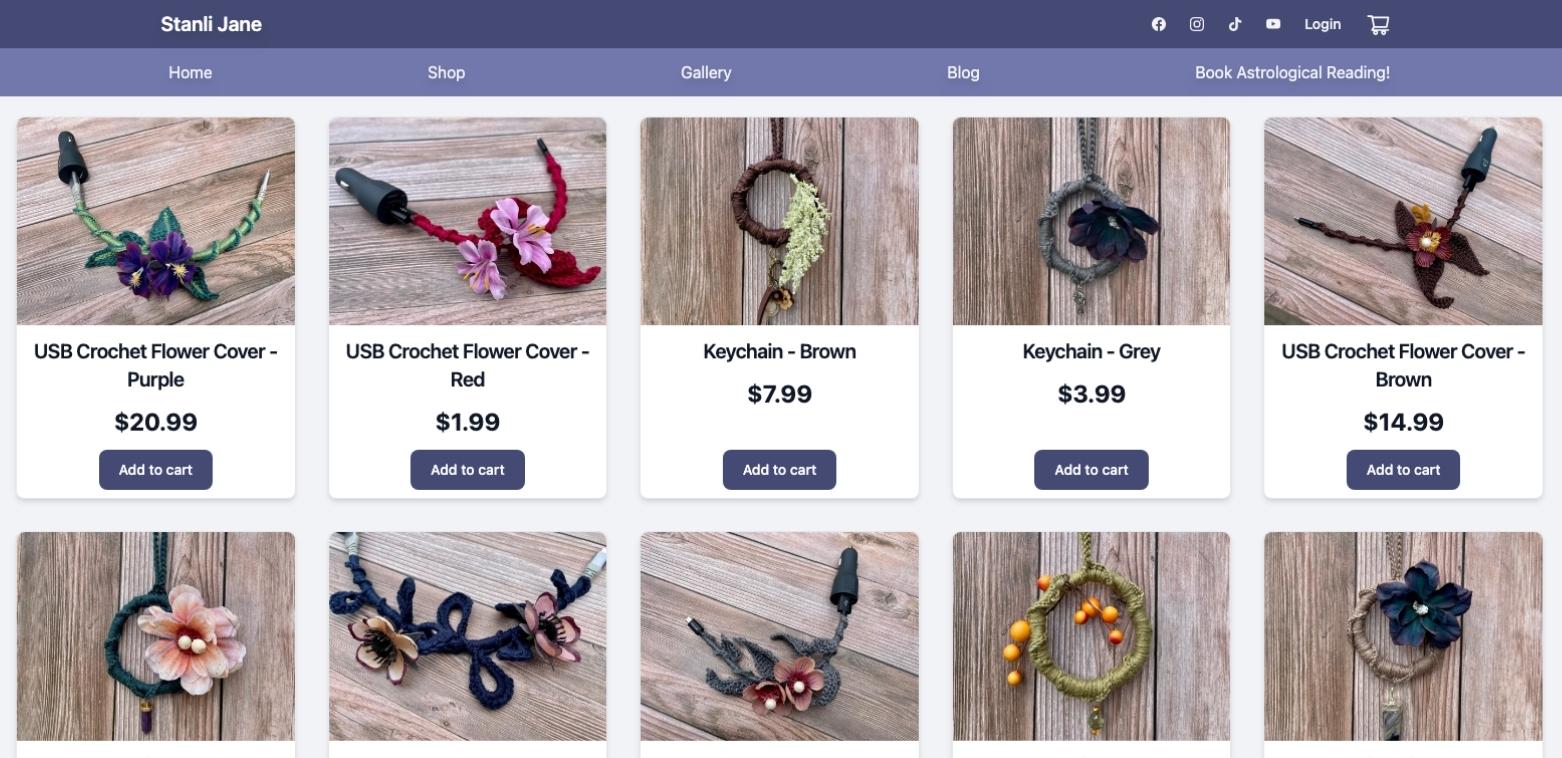 Stanli Jane
Login
Home
Shop
Gallery
Blog
Book Astrological Reading!
USB Crochet Flower Cover -
Purple
$20.99
Add to cart
USB Crochet Flower Cover -
Red
$1.99
Add to cart
Keychain - Brown
$7.99
Add to cart
Keychain - Grey
$3.99
Add to cart
USB Crochet Flower Cover -
Brown
$14.99
Add to cart